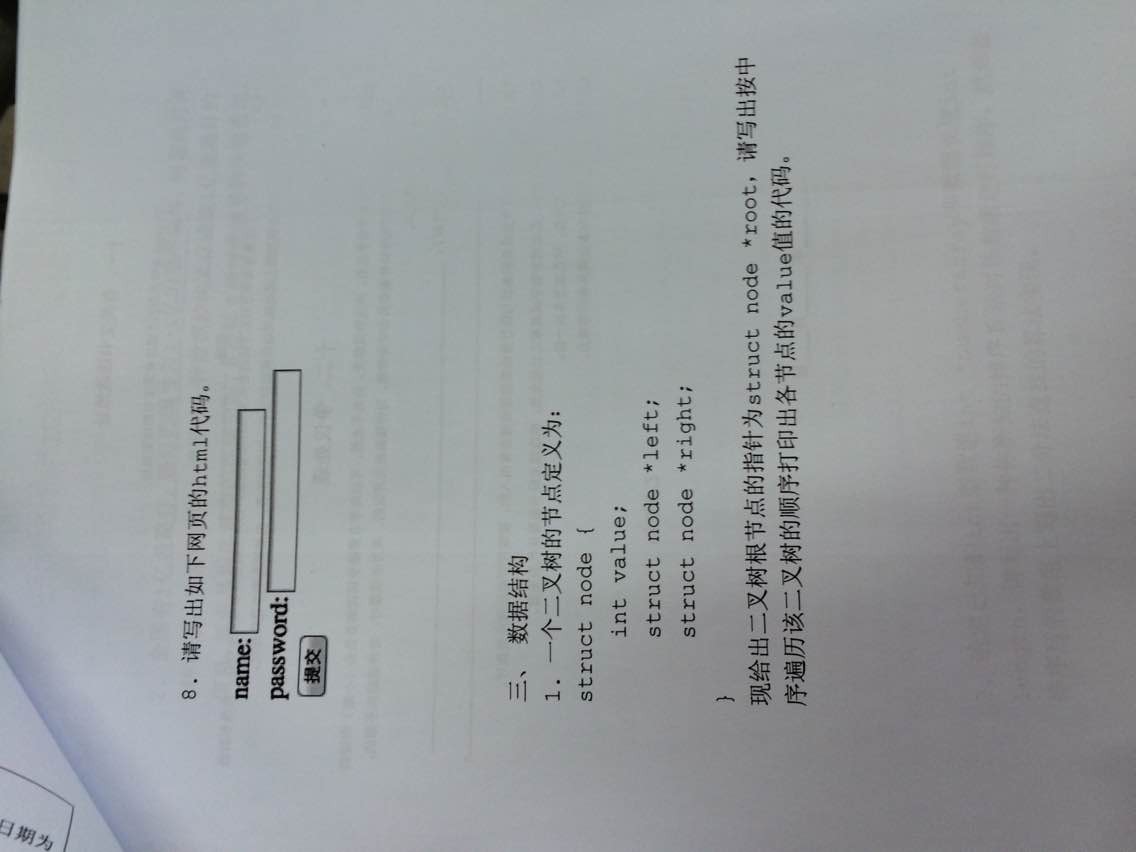 8. 请写出如下网页的html代码。
name:
password:
提交
三、 数据结构
1. 一个二叉树的节点定义为:
struct node {
int value;
struct node *left;
struct node *right;
}
现给出二叉树根节点的指针为struct node *root, 请写出按中
序遍历该二叉树的顺序打印出各节点的value值的代码。
日期为